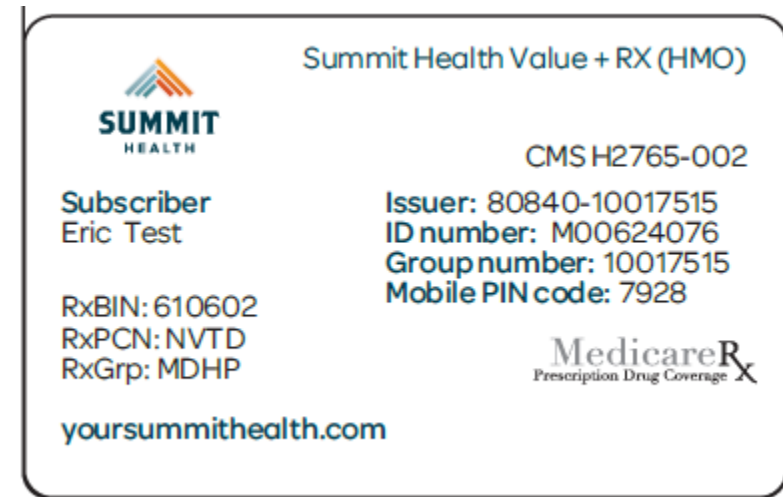 Summit Health Value + RX (HMO)
SUMMIT
HEALTH
CMS H2765-002
Subscriber
Eric Test
Issuer: 80840-10017515
ID number: M00624076
Group number: 10017515
Mobile PIN code: 7928
RxBIN: 610602
RxPCN: NVTD
RxGrp: MDHP
MedicareRx
Prescription Drug Coverage
yoursummithealth.com